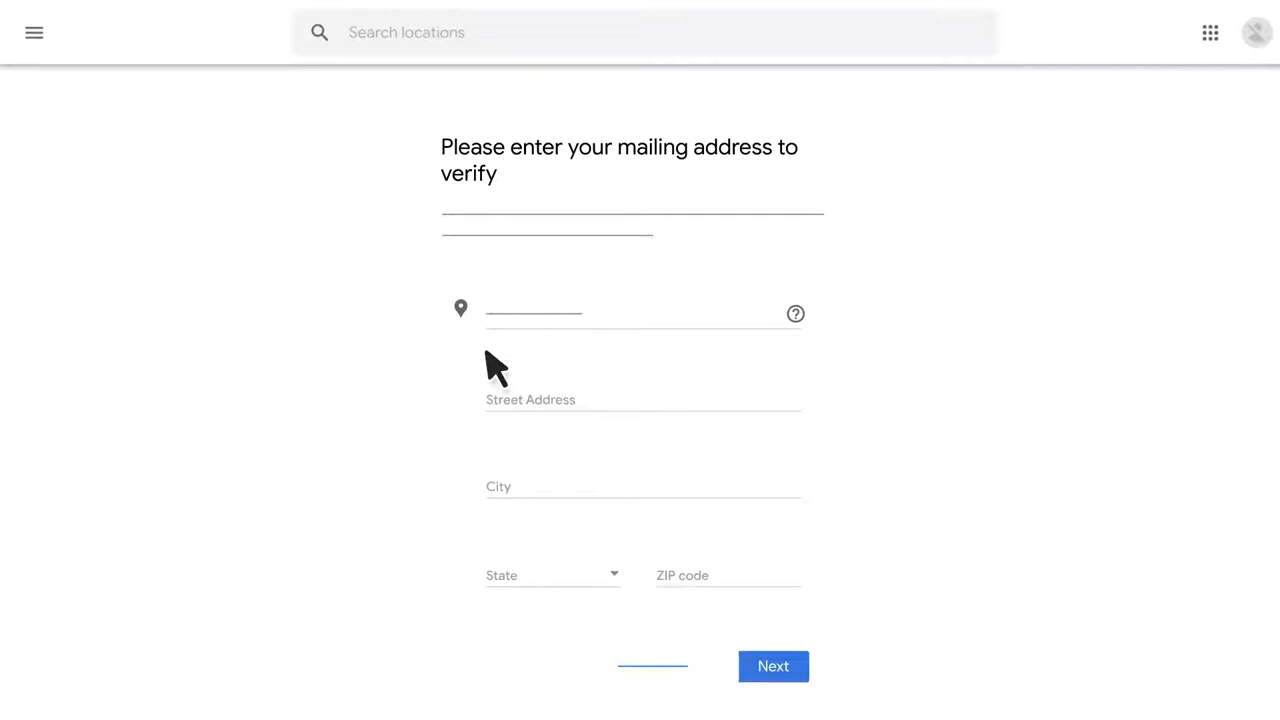 Search locations
Please enter your mailing address to
verify
Street Address
City
State
ZIP code
Next